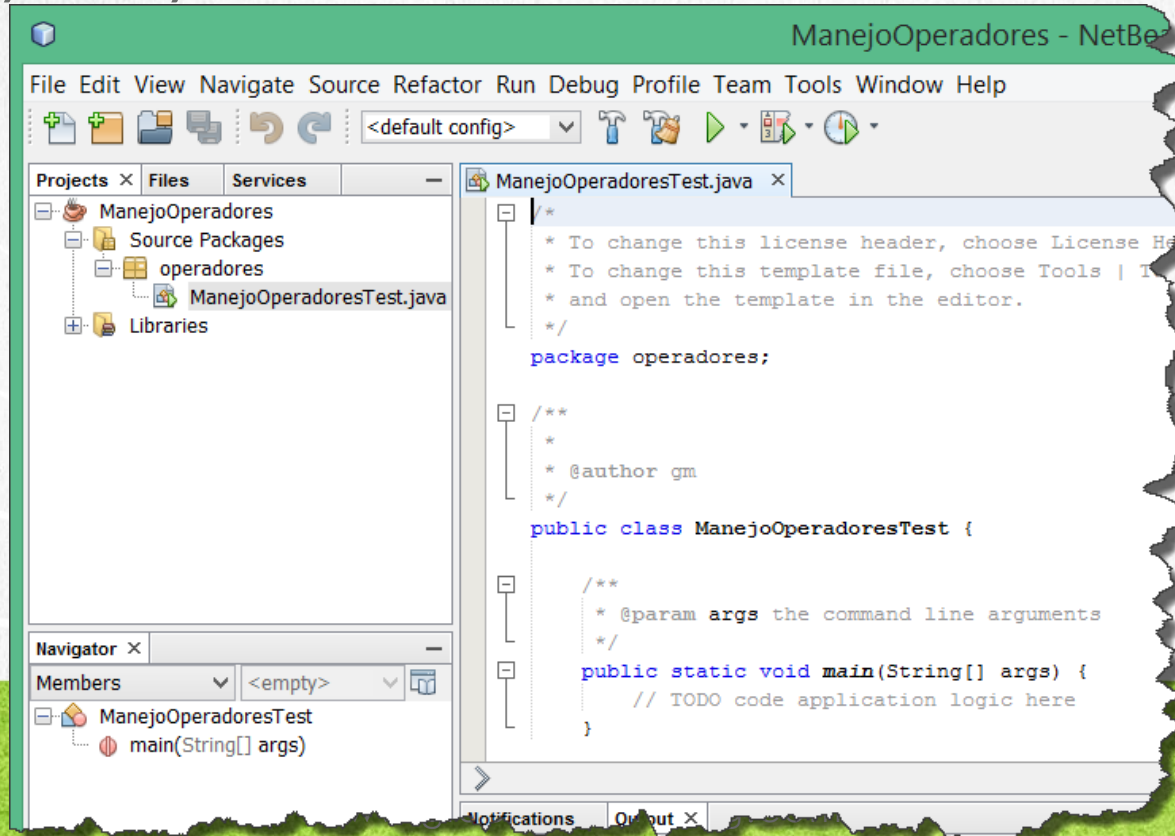 ManejoOperadores - NetBe
File Edit View Navigate Source Refactor Run Debug Profile Team Tools Window Help
<default config>
Projects Files Services
ManejoOperadores
Source Packages
operadores
ManejoOperadoresTest.java
Libraries
Navigator
Members <empty>
ManejoOperadoresTest
main(String[] args)
ManejoOperadoresTest.java
/*
* To change this license header, choose License He
* To change this template file, choose Tools | T
* and open the template in the editor.
*/
package operadores;
/**
*
* @author gm
*/
public class ManejoOperadoresTest {
/**
* @param args the command line arguments
*/
public static void main(String[] args) {
// TODO code application logic here
}
Notifications Output